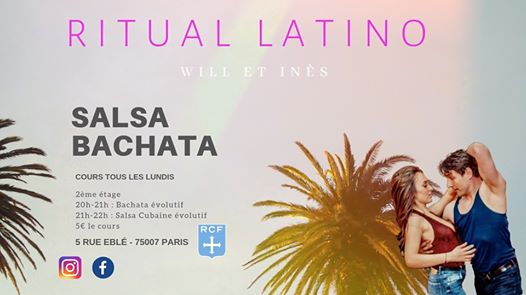 RITUAL LATINO
WILL ET INÈS
SALSA
BACHATA
COURS TOUS LES LUNDIS
2ème étage
20h-21h : Bachata évolutif
21h-22h : Salsa Cubaine évolutif
5€ le cours
5 RUE EBLÉ - 75007 PARIS
RCF